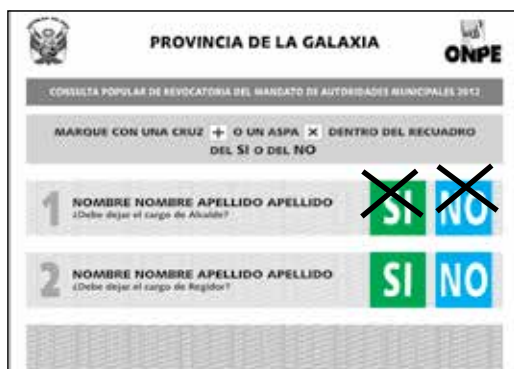 PROVINCIA DE LA GALAXIA
ONPE
CONSULTA POPULAR DE REVOCATORIA DEL MANDATO DE AUTORIDADES MUNICIPALES 2012
MARQUE CON UNA CRUZ + O UN ASPA X DENTRO DEL RECUADRO
DEL SI O DEL NO
1 NOMBRE NOMBRE APELLIDO APELLIDO SI NO
¿Debe dejar el cargo de Alcalde?
2 NOMBRE NOMBRE APELLIDO APELLIDO SI NO
¿Debe dejar el cargo de Regidor?